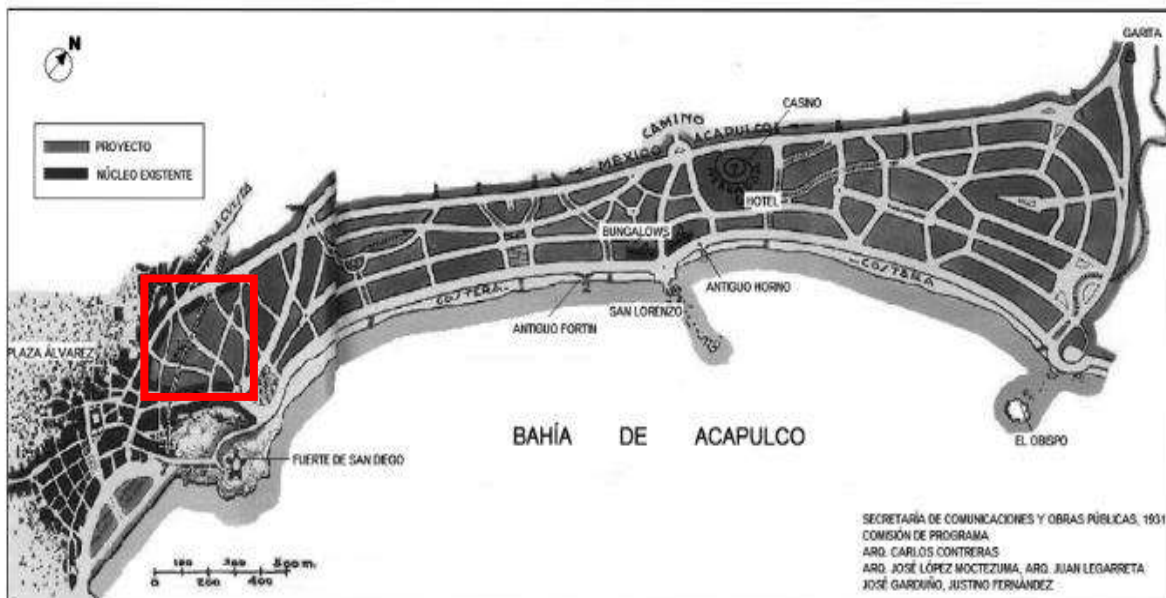 N
GARITA
CASINO
CAMINO
MÉXICO ACAPULCO
PROYECTO
NÚCLEO EXISTENTE
HOTEL
BUNGALOWS
COSTERA
COSTERA
ANTIGUO HORNO
SAN LORENZO
ANTIGUO FORTIN
PLAZA ÁLVAREZ
BAHÍA DE ACAPULCO
EL OBISPO
FUERTE DE SAN DIEGO
100 300 500 m.
0 200 400
SECRETARÍA DE COMUNICACIONES Y OBRAS PÚBLICAS, 1931
COMISIÓN DE PROGRAMA
ARQ. CARLOS CONTRERAS
ARQ. JOSÉ LÓPEZ MOCTEZUMA, ARQ. JUAN LEGARRETA
JOSÉ GARDUÑO, JUSTINO FERNÁNDEZ